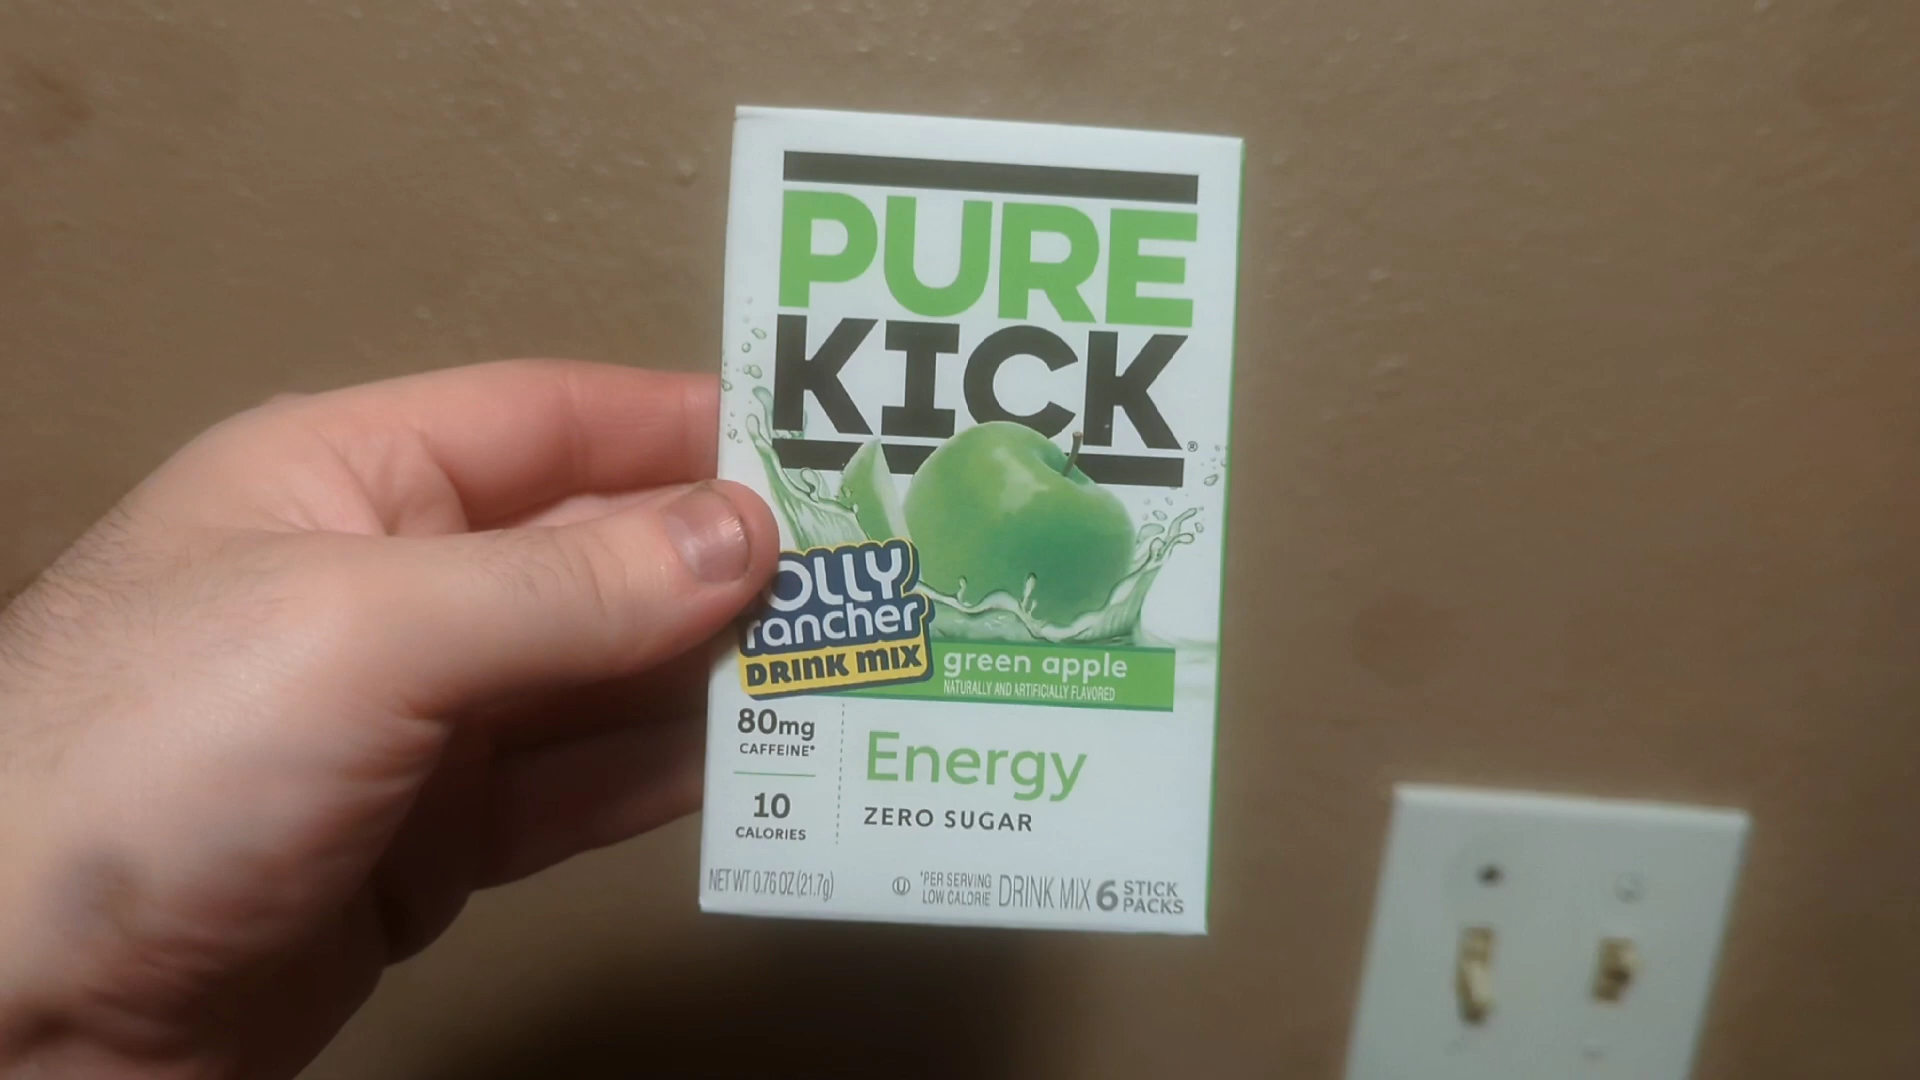 PURE
KICK®
OLLY
rancher
DRINK MIX
green apple
NATURALLY AND ARTIFICIALLY FLAVORED
80mg
CAFFEINE*
10
CALORIES
Energy
ZERO SUGAR
NET WT 0.76 OZ (21.7g)
U
*PER SERVING
LOW CALORIE
DRINK MIX
6 STICK
PACKS